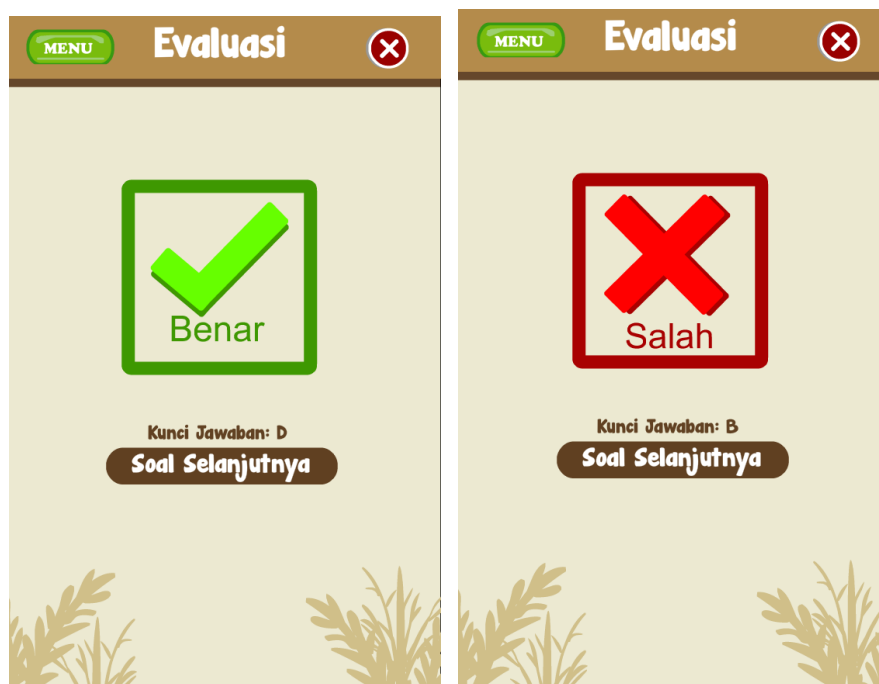 MENU Evaluasi
Benar
Kunci Jawaban: D
Soal Selanjutnya
MENU Evaluasi
Salah
Kunci Jawaban: B
Soal Selanjutnya